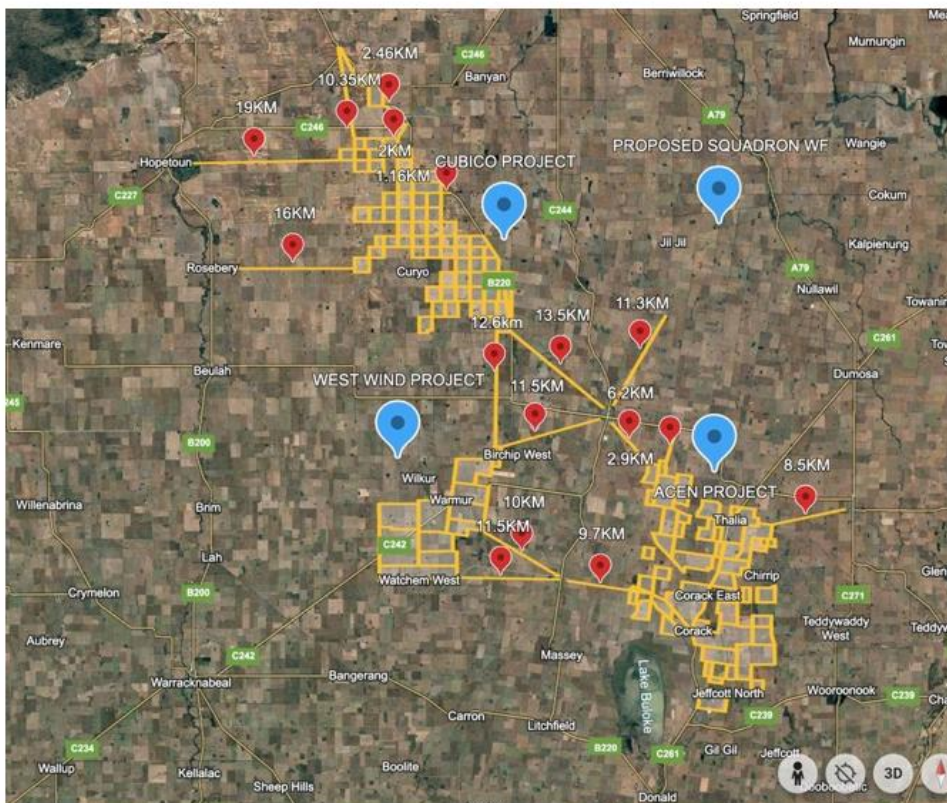 Springfield
Murnungin
2.46KM
C246
Banyan
Berriwillock
10.35KM
19KM
C246
A79
Wangie
Hopetoun
2KM
CUBICO PROJECT
PROPOSED SQUADRON WF
1.16KM
C227
C244
Cokum
16KM
Jil Jil
Kalpienung
Rosebery
Curyo
A79
B220
Nullawil
11.3KM
12.6km
13.5KM
C261
Kenmare
Beulah
Dumosa
WEST WIND PROJECT
11.5KM
6.2KM
B200
Birchip West
2.9KM
Wilkur
8.5KM
ACEN PROJECT
Willenabrina
Brim
Warmur
10KM
Thalia
11.5KM
9.7KM
C242
Lah
Watchem West
Chirrip
Crymelon
B200
Corack East
C271
Teddywaddy
West
Aubrey
Corack
C242
Massey
Warracknabeal
Bangerang
Lake Buloke
Jeffcott North
Wooroonook
C239
Carron
Litchfield
C239
C234
B220
C261
Gil Gil
Jeffcott
Wallup
Kellalac
Boolite
Sheep Hills
Donald
3D